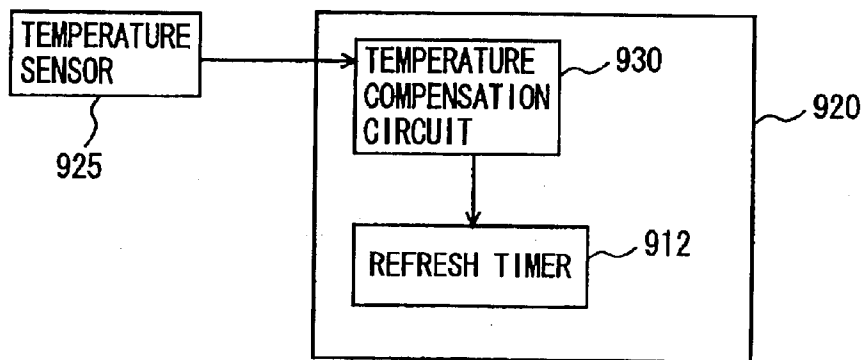 TEMPERATURE
SENSOR
925
TEMPERATURE
COMPENSATION
CIRCUIT
930
920
REFRESH TIMER
912